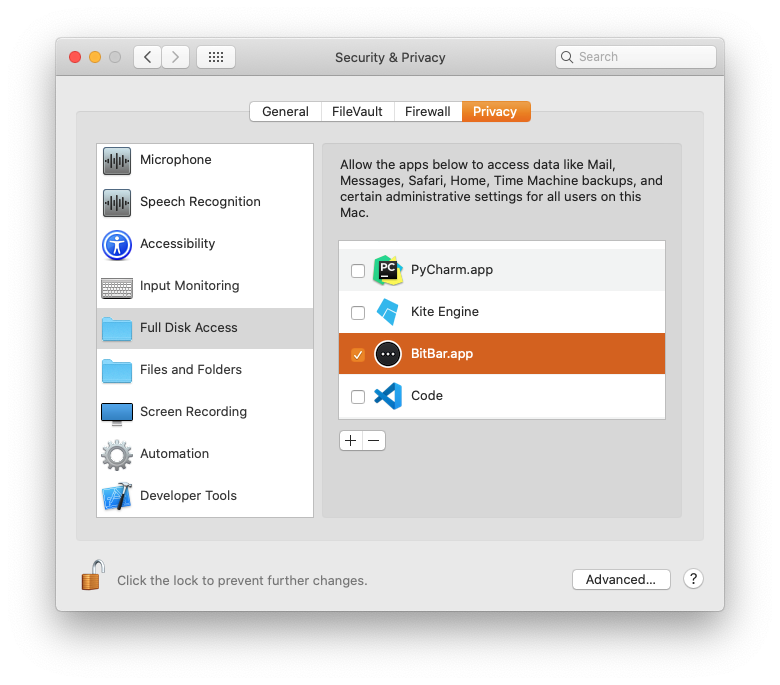 Security & Privacy
Search
General
FileVault
Firewall
Privacy
Microphone
Speech Recognition
Accessibility
Input Monitoring
Full Disk Access
Files and Folders
Screen Recording
Automation
Developer Tools
Allow the apps below to access data like Mail,
Messages, Safari, Home, Time Machine backups, and
certain administrative settings for all users on this
Mac.
PC
PyCharm.app
Kite Engine
BitBar.app
Code
Click the lock to prevent further changes.
Advanced...
?